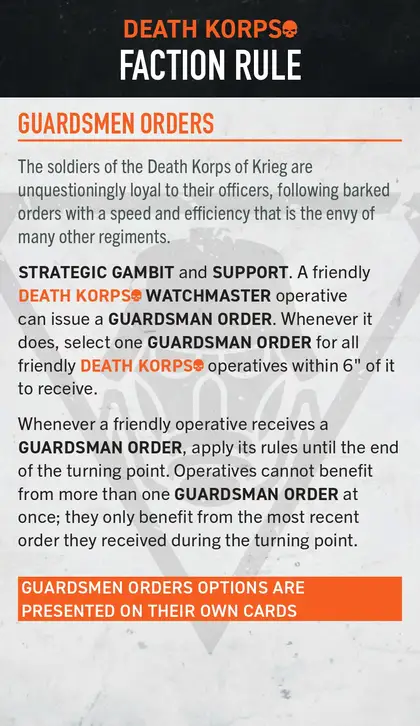 DEATH KORPS
FACTION RULE
GUARDSMEN ORDERS
The soldiers of the Death Korps of Krieg are
unquestioningly loyal to their officers, following barked
orders with a speed and efficiency that is the envy of
many other regiments.
STRATEGIC GAMBIT and SUPPORT. A friendly
DEATH KORPS WATCHMASTER operative
can issue a GUARDSMAN ORDER. Whenever it
does, select one GUARDSMAN ORDER for all
friendly DEATH KORPS operatives within 6" of it
to receive.
Whenever a friendly operative receives a
GUARDSMAN ORDER, apply its rules until the end
of the turning point. Operatives cannot benefit
from more than one GUARDSMAN ORDER at
once; they only benefit from the most recent
order they received during the turning point.
GUARDSMEN ORDERS OPTIONS ARE
PRESENTED ON THEIR OWN CARDS